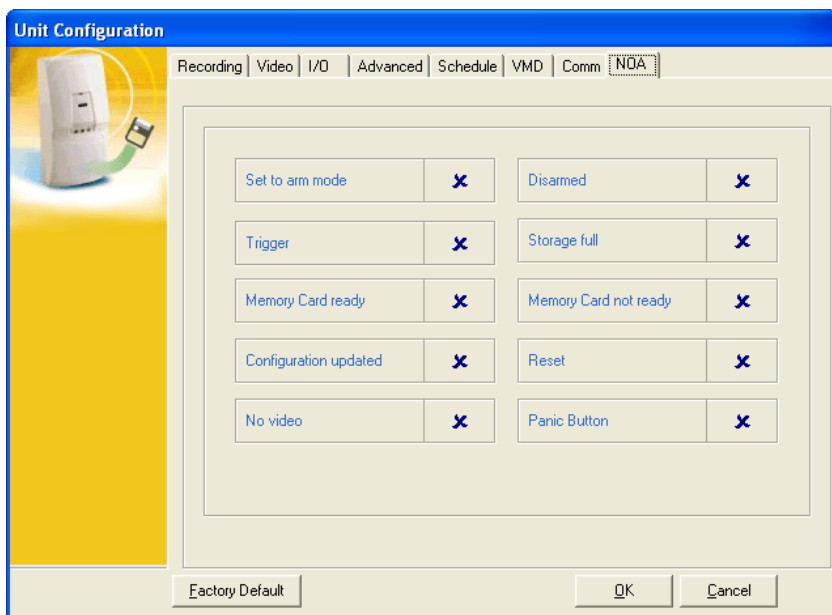 Unit Configuration
Recording Video I/O Advanced Schedule VMD Comm NOA
Set to arm mode Disarmed
Trigger Storage full
Memory Card ready Memory Card not ready
Configuration updated Reset
No video Panic Button
Factory Default OK Cancel